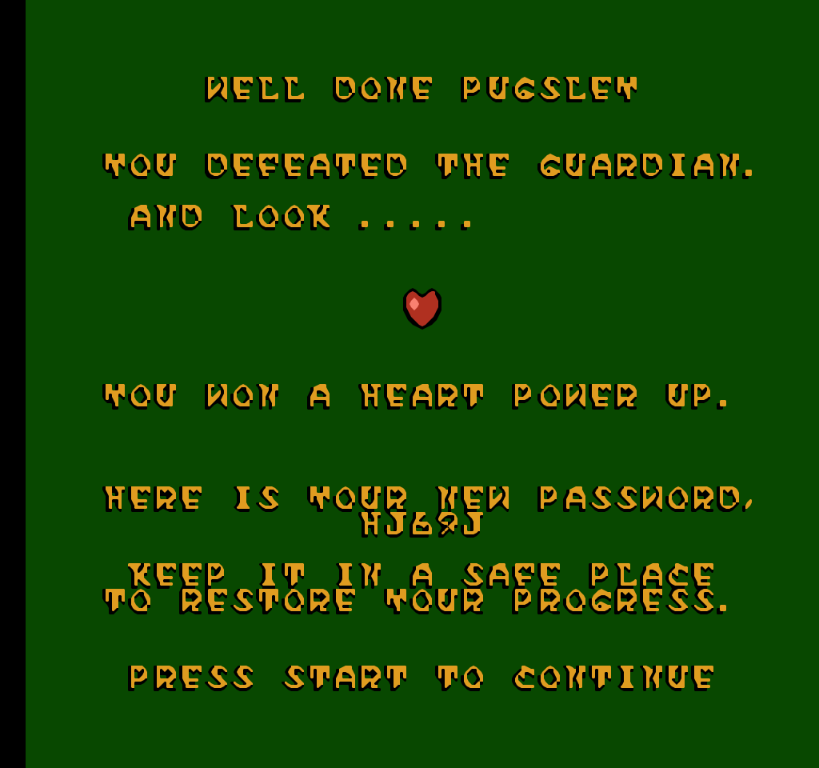 WELL DONE PUGSLEY
YOU DEFEATED THE GUARDIAN.
AND LOOK .....
YOU WON A HEART POWER UP.
HERE IS YOUR NEW PASSWORD,
HJ&?J
KEEP IT IN A SAFE PLACE
TO RESTORE YOUR PROGRESS.
PRESS START TO CONTINUE